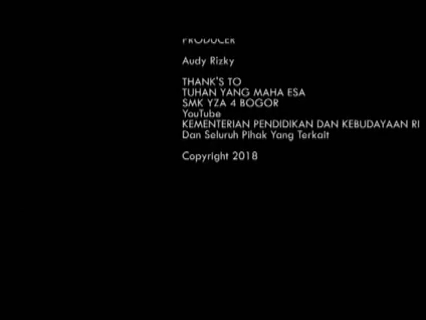 PRODUCER
Audy Rizky
THANK'S TO
TUHAN YANG MAHA ESA
SMK YZA 4 BOGOR
YouTube
KEMENTERIAN PENDIDIKAN DAN KEBUDAYAAN RI
Dan Seluruh Pihak Yang Terkait
Copyright 2018